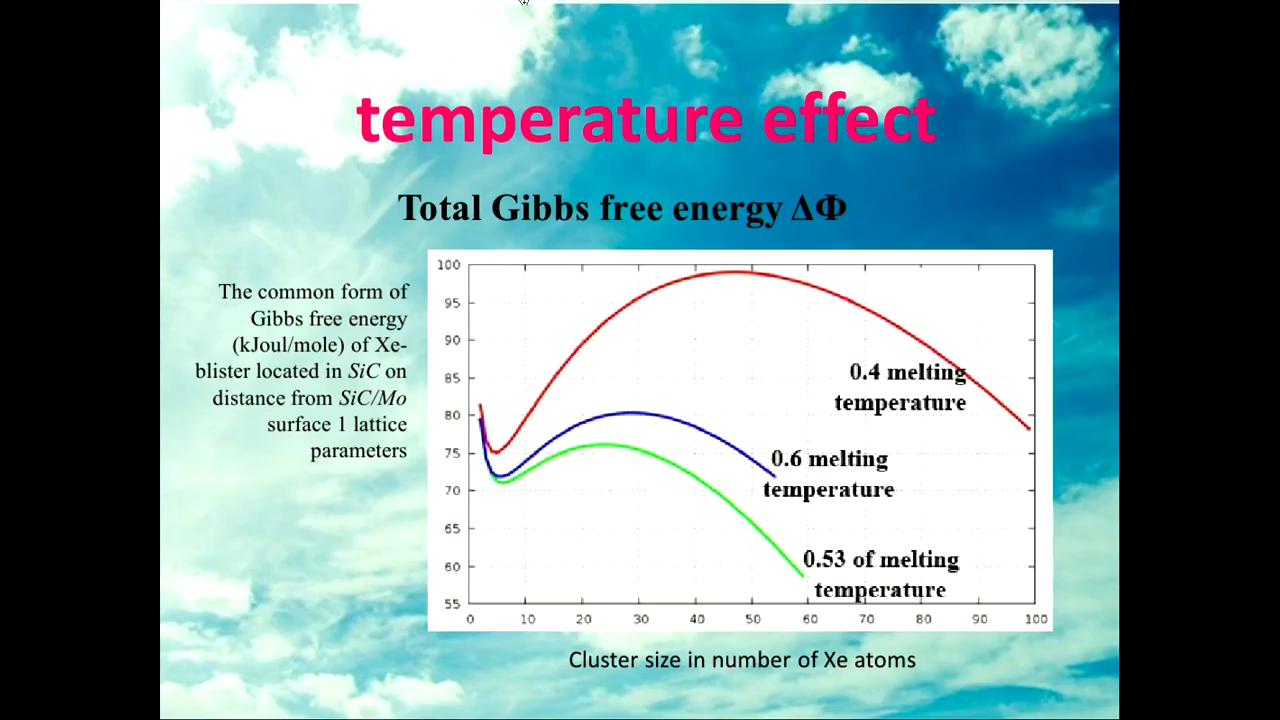 temperature effect
Total Gibbs free energy ΔΦ
The common form of
Gibbs free energy
(kJoul/mole) of Xe-
blister located in SiC on
distance from SiC/Mo
surface 1 lattice
parameters
100
95
90
85
80
75
70
65
60
55
0.4 melting
temperature
0.6 melting
temperature
0.53 of melting
temperature
0 10 20 30 40 50 60 70 80 90 100
Cluster size in number of Xe atoms